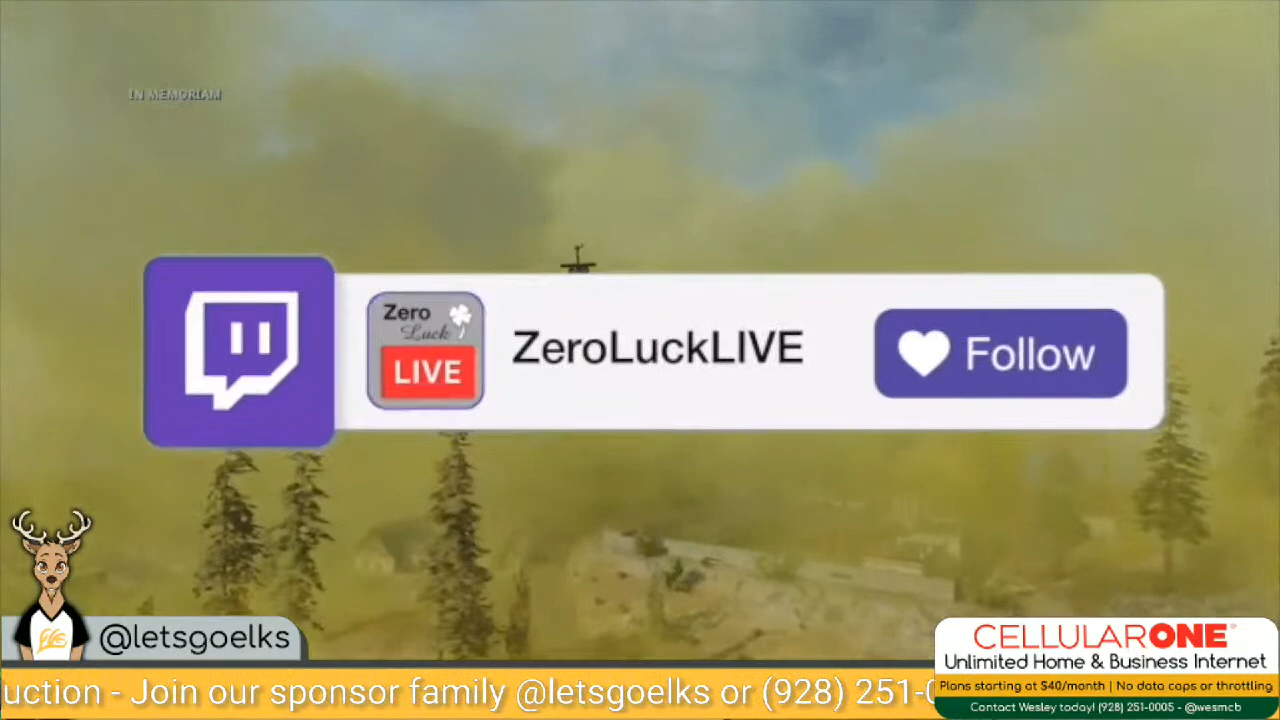 IN MEMORIAM
Zero
Luck
LIVE
ZeroLuckLIVE
Follow
@letsgoelks
uction - Join our sponsor family @letsgoelks or (928) 251-0
CELLULARONE
Unlimited Home & Business Internet
Plans starting at $40/month | No data caps or throttling
Contact Wesley today! (928) 251-0005 - @wesmcb